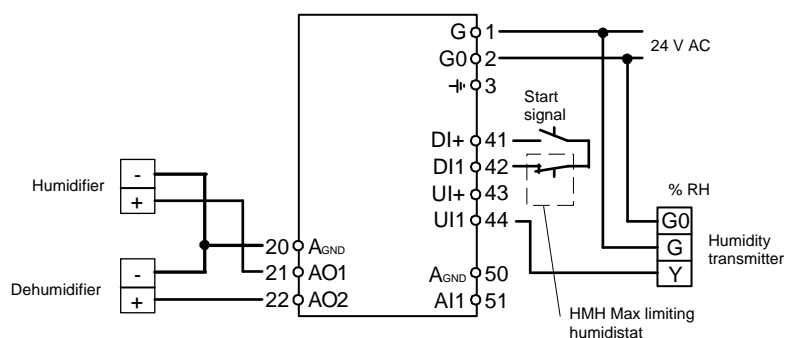 G 1
G0 2
3
24 V AC
Start
signal
DI+ 41
DI1 42
UI+ 43
UI1 44
Humidifier
-
+
Dehumidifier
-
+
20 AGND
21 AO1
22 AO2
AGND 50
AI1 51
% RH
G0
G
Y
Humidity
transmitter
HMH Max limiting
humidistat